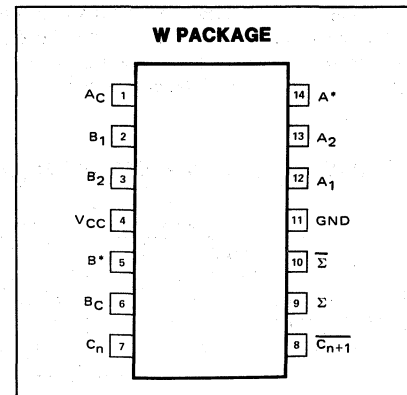 W PACKAGE
AC 1 14 A*
B1 2 13 A2
B2 3 12 A1
VCC 4 11 GND
B* 5 10 Σ̅
BC 6 9 Σ
Cn 7 8 C̅n̅+̅1̅